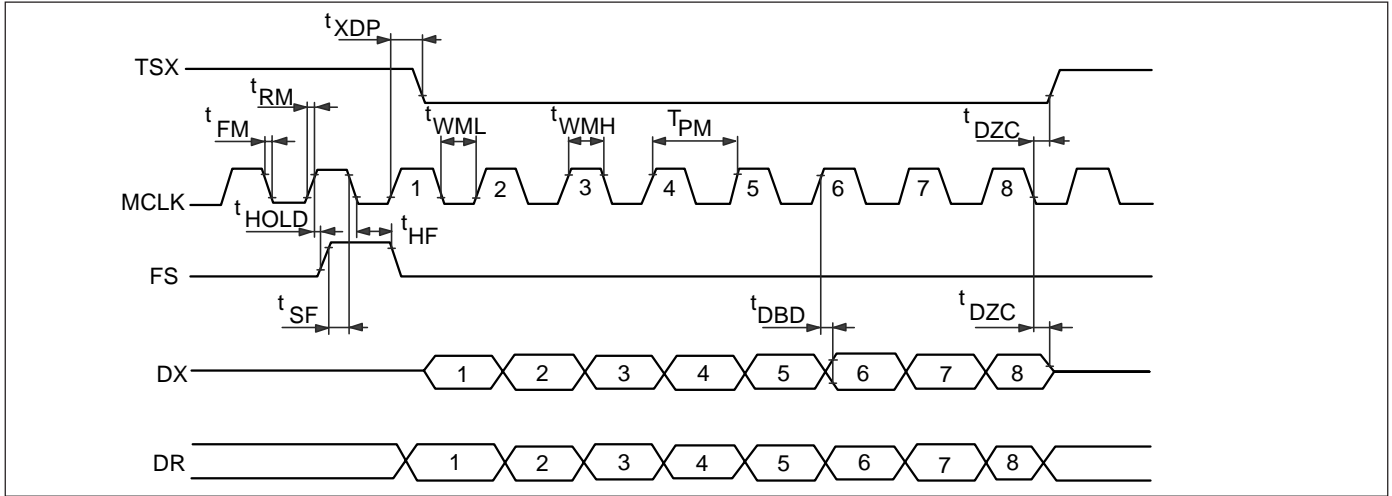 tXDP
TSX
tRM
tFM
tWML
tWMH
TPM
tDZC
MCLK
1 2 3 4 5 6 7 8
tHOLD
tHF
FS
tSF
tDBD
tDZC
DX
1 2 3 4 5 6 7 8
DR
1 2 3 4 5 6 7 8